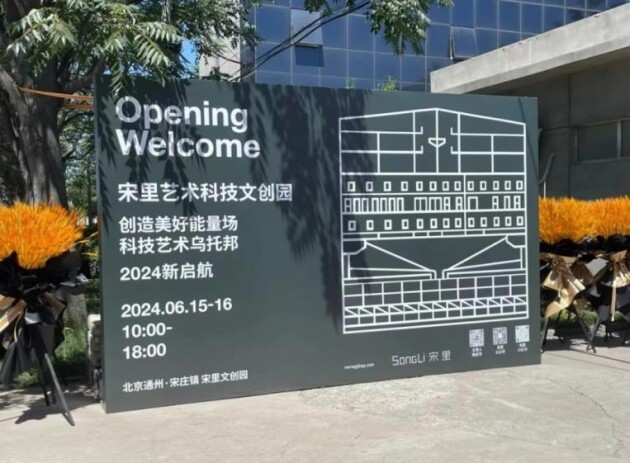 Opening
Welcome
宋里艺术科技文创园
创造美好能量场
科技艺术乌托邦
2024新启航
2024.06.15-16
10:00-
18:00
北京通州·宋庄镇 宋里文创园
SongLi 宋里